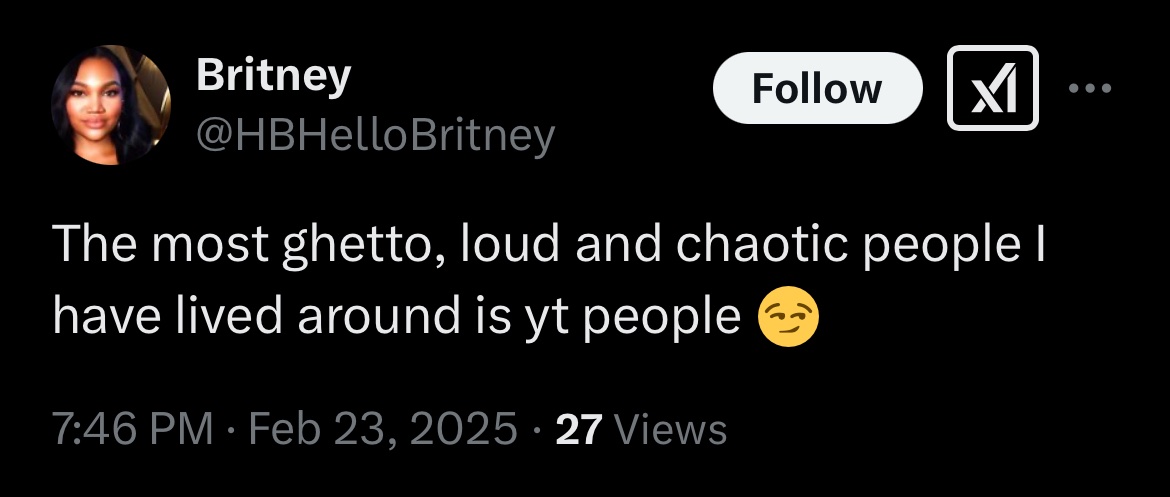 Britney
Follow
@HBHelloBritney
The most ghetto, loud and chaotic people I
have lived around is yt people 😏
7:46 PM · Feb 23, 2025 · 27 Views